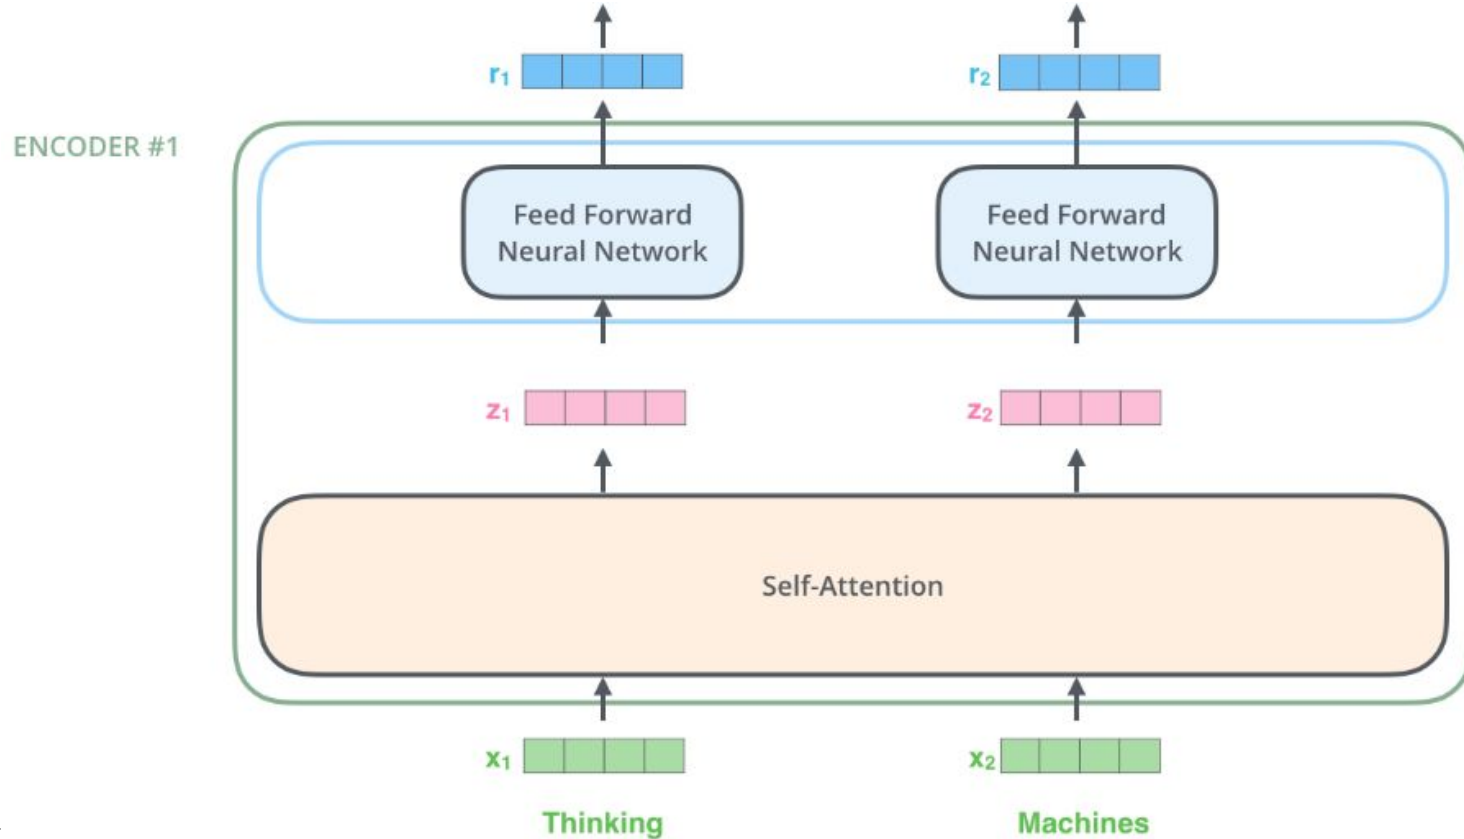 r₁
r₂
ENCODER #1
Feed Forward
Neural Network
Feed Forward
Neural Network
z₁
z₂
Self-Attention
x₁
x₂
Thinking
Machines